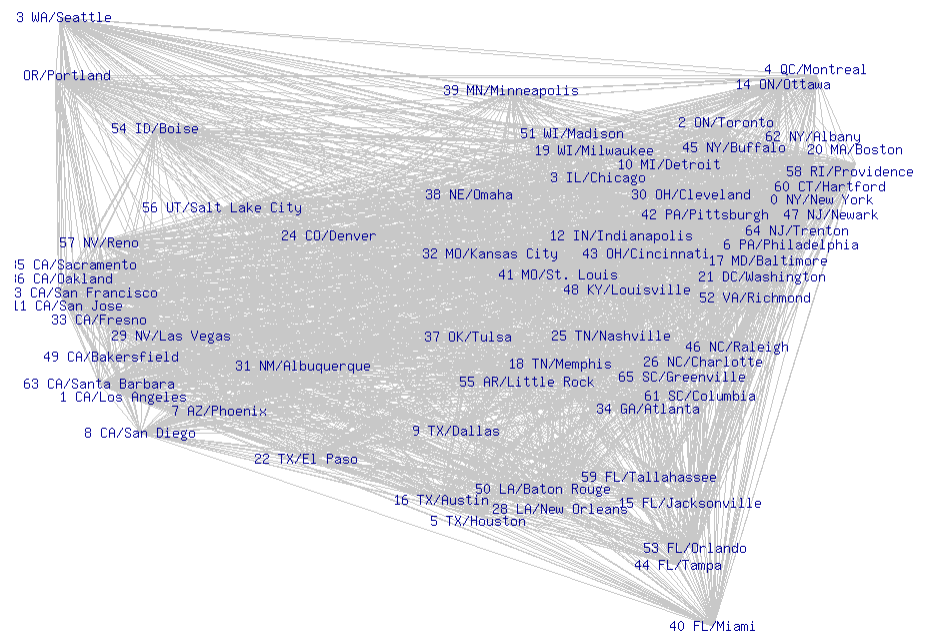 3 WA/Seattle
4 QC/Montreal
OR/Portland
14 ON/Ottawa
39 MN/Minneapolis
2 ON/Toronto
54 ID/Boise
51 WI/Madison
62 NY/Albany
19 WI/Milwaukee
45 NY/Buffalo
20 MA/Boston
10 MI/Detroit
58 RI/Providence
3 IL/Chicago
60 CT/Hartford
38 NE/Omaha
30 OH/Cleveland
0 NY/New York
56 UT/Salt Lake City
42 PA/Pittsburgh
47 NJ/Newark
24 CO/Denver
12 IN/Indianapolis
64 NJ/Trenton
57 NV/Reno
6 PA/Philadelphia
32 MO/Kansas City
43 OH/Cincinnati
17 MD/Baltimore
35 CA/Sacramento
41 MO/St. Louis
21 DC/Washington
36 CA/Oakland
48 KY/Louisville
3 CA/San Francisco
52 VA/Richmond
11 CA/San Jose
33 CA/Fresno
29 NV/Las Vegas
37 OK/Tulsa
25 TN/Nashville
46 NC/Raleigh
49 CA/Bakersfield
31 NM/Albuquerque
18 TN/Memphis
26 NC/Charlotte
65 SC/Greenville
63 CA/Santa Barbara
55 AR/Little Rock
1 CA/Los Angeles
61 SC/Columbia
7 AZ/Phoenix
34 GA/Atlanta
8 CA/San Diego
9 TX/Dallas
22 TX/El Paso
59 FL/Tallahassee
50 LA/Baton Rouge
16 TX/Austin
15 FL/Jacksonville
28 LA/New Orleans
5 TX/Houston
53 FL/Orlando
44 FL/Tampa
40 FL/Miami